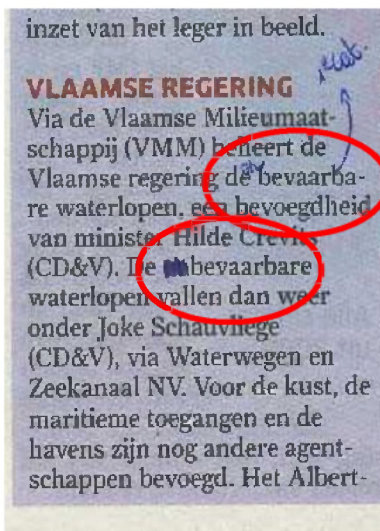 inzet van het leger in beeld.
VLAAMSE REGERING
Via de Vlaamse Milieumaat-
schappij (VMM) beheert de
Vlaamse regering de bevaarba-
re waterlopen, een bevoegdheid
van minister Hilde Crevits
(CD&V). De bevaarbare
waterlopen vallen dan weer
onder Joke Schauvliege
(CD&V), via Waterwegen en
Zeekanaal NV. Voor de kust, de
maritieme toegangen en de
havens zijn nog andere agent-
schappen bevoegd. Het Albert-